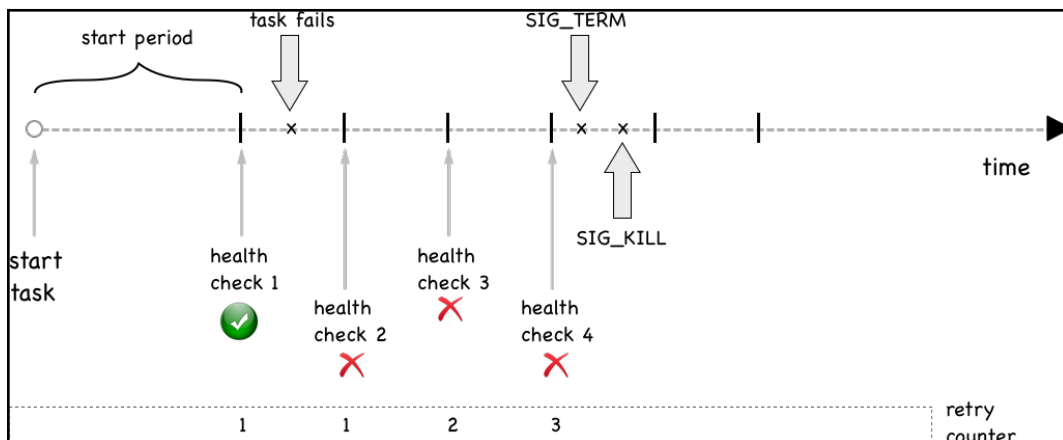 task fails
SIG_TERM
start period
x
x
x
time
SIG_KILL
start
task
health
check 1
health
check 2
health
check 3
health
check 4
1
1
2
3
retry
counter